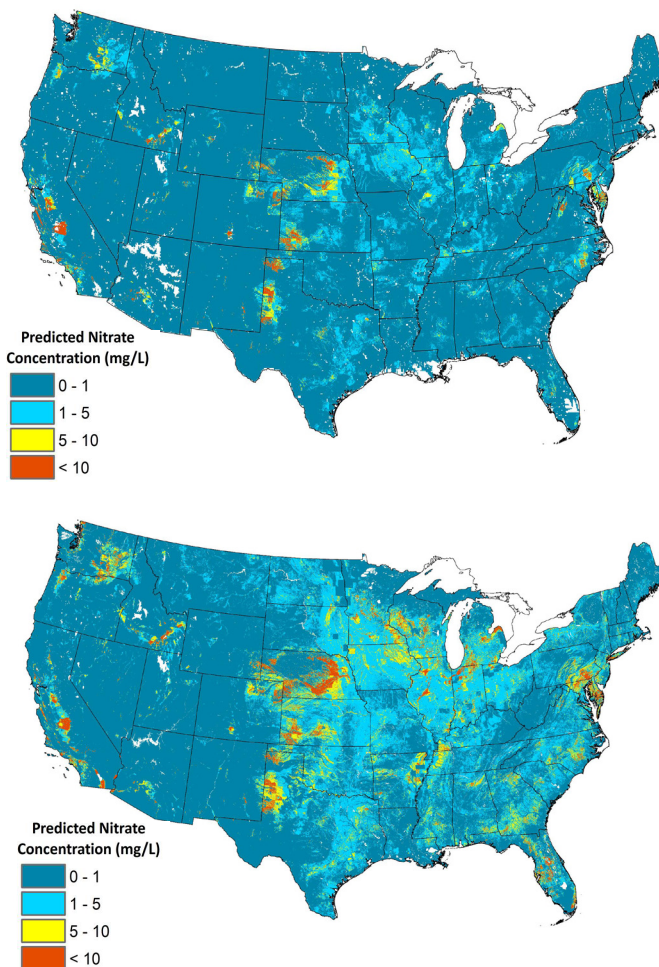 Predicted Nitrate
Concentration (mg/L)
0 - 1
1 - 5
5 - 10
< 10
Predicted Nitrate
Concentration (mg/L)
0 - 1
1 - 5
5 - 10
< 10